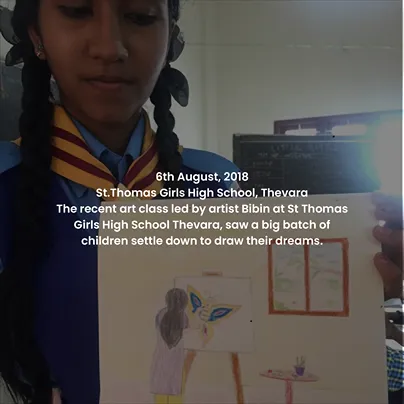 6th August, 2018
St.Thomas Girls High School, Thevara
The recent art class led by artist Bibin at St Thomas
Girls High School Thevara, saw a big batch of
children settle down to draw their dreams.